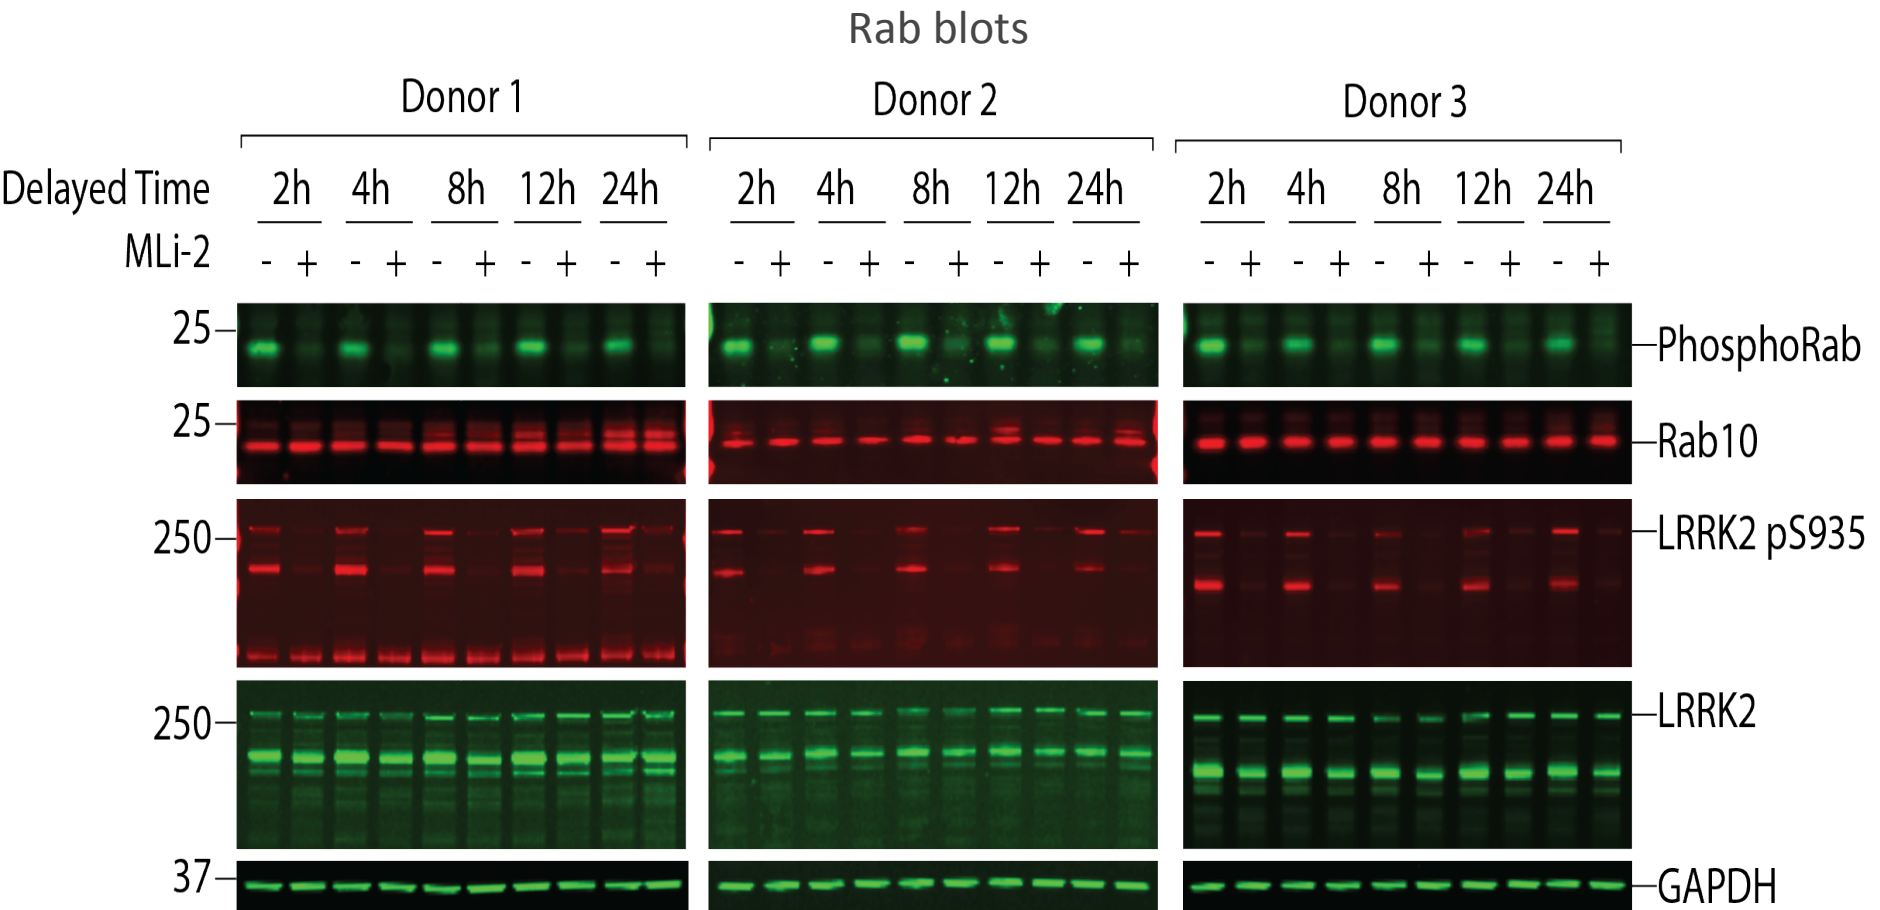 Rab blots
Donor 1 Donor 2 Donor 3
Delayed Time 2h 4h 8h 12h 24h 2h 4h 8h 12h 24h 2h 4h 8h 12h 24h
MLi-2 - + - + - + - + - + - + - + - + - + - + - + - + - + - + - +
25 PhosphoRab
25 Rab10
250 LRRK2 pS935
250 LRRK2
37 GAPDH